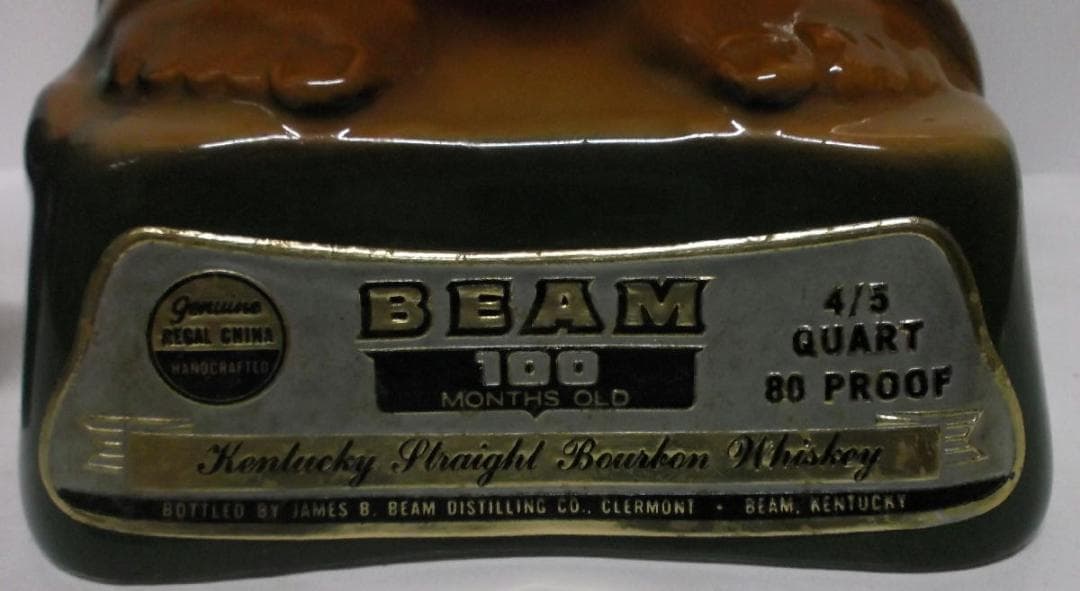 Genuine
REGAL CHINA
HANDCRAFTED
BEAM
100
MONTHS OLD
4/5
QUART
80 PROOF
Kentucky Straight Bourbon Whiskey
BOTTLED BY JAMES B. BEAM DISTILLING CO., CLERMONT • BEAM, KENTUCKY